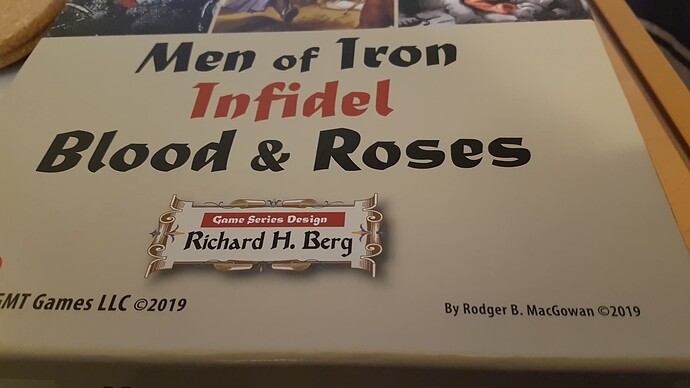 Men of Iron
Infidel
Blood & Roses
Game Series Design
Richard H. Berg
GMT Games LLC ©2019
By Rodger B. MacGowan ©2019